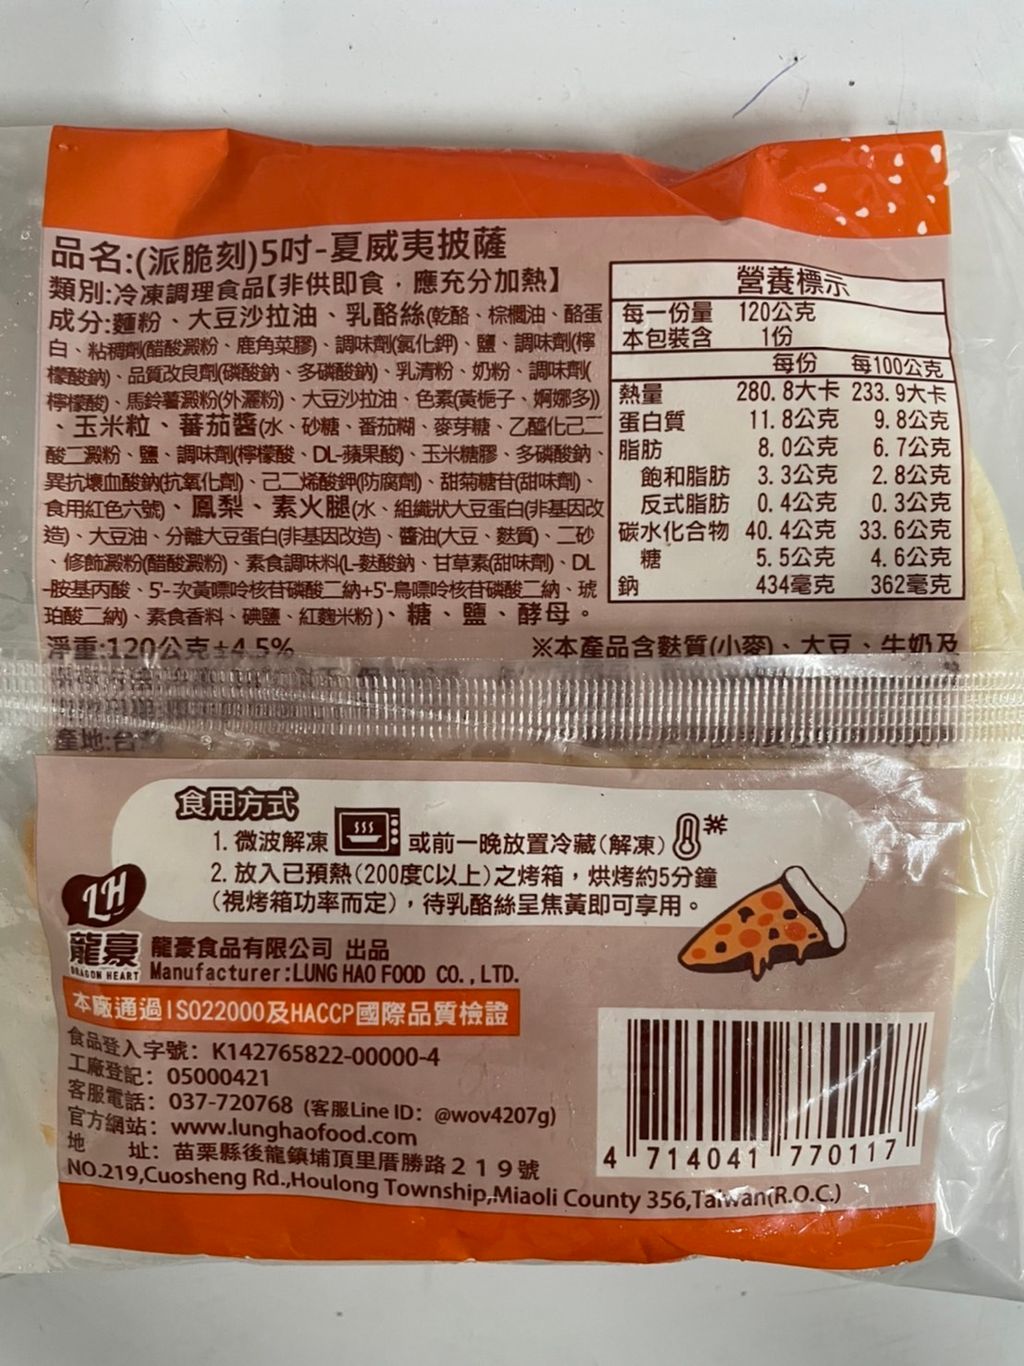 品名:(派脆刻)5吋-夏威夷披薩
類別:冷凍調理食品【非供即食，應充分加熱】
成分:麵粉、大豆沙拉油、乳酪絲(乾酪、棕櫚油、酪蛋
白、粘稠劑(醋酸澱粉、鹿角菜膠)、調味劑(氯化鉀)、鹽、調味劑(檸
檬酸鈉)、品質改良劑(磷酸鈉、多磷酸鈉)、乳清粉、奶粉、調味劑(
檸檬酸)、馬鈴薯澱粉(外灑粉)、大豆沙拉油、色素(黃梔子、婀娜多))
、玉米粒、蕃茄醬(水、砂糖、番茄糊、麥芽糖、乙醯化己二
酸二澱粉、鹽、調味劑(檸檬酸、DL-蘋果酸)、玉米糖膠、多磷酸鈉、
異抗壞血酸鈉(抗氧化劑)、己二烯酸鉀(防腐劑)、甜菊糖苷(甜味劑)、
食用紅色六號)、鳳梨、素火腿(水、組織狀大豆蛋白(非基因改
造)、大豆油、分離大豆蛋白(非基因改造)、醬油(大豆、麩質)、二砂
、修飾澱粉(醋酸澱粉)、素食調味料(L-麩酸鈉、甘草素(甜味劑)、DL
-胺基丙酸、5'-次黃嘌呤核苷磷酸二鈉+5'-鳥嘌呤核苷磷酸二鈉、琥
珀酸二鈉)、素食香料、碘鹽、紅麴米粉)、糖、鹽、酵母。
淨重:120公克±4.5%
營養標示
每一份量 120公克
本包裝含 1份
每份 每100公克
熱量 280.8大卡 233.9大卡
蛋白質 11.8公克 9.8公克
脂肪 8.0公克 6.7公克
飽和脂肪 3.3公克 2.8公克
反式脂肪 0.4公克 0.3公克
碳水化合物 40.4公克 33.6公克
糖 5.5公克 4.6公克
鈉 434毫克 362毫克
※本產品含麩質(小麥)、大豆、牛奶及
產地:台灣
食用方式
1. 微波解凍 或前一晚放置冷藏(解凍)
2. 放入已預熱(200度C以上)之烤箱，烘烤約5分鐘
(視烤箱功率而定)，待乳酪絲呈焦黃即可享用。
LH
龍豪
DRAGON HEART
龍豪食品有限公司 出品
Manufacturer:LUNG HAO FOOD CO.,LTD.
本廠通過ISO22000及HACCP國際品質檢證
食品登入字號：K142765822-00000-4
工廠登記：05000421
客服電話：037-720768 (客服Line ID：@wov4207g)
官方網站：www.lunghaofood.com
地 址：苗栗縣後龍鎮埔頂里厝勝路２１９號
NO.219,Cuosheng Rd.,Houlong Township,Miaoli County 356,Taiwan(R.O.C.)
4 714041 770117